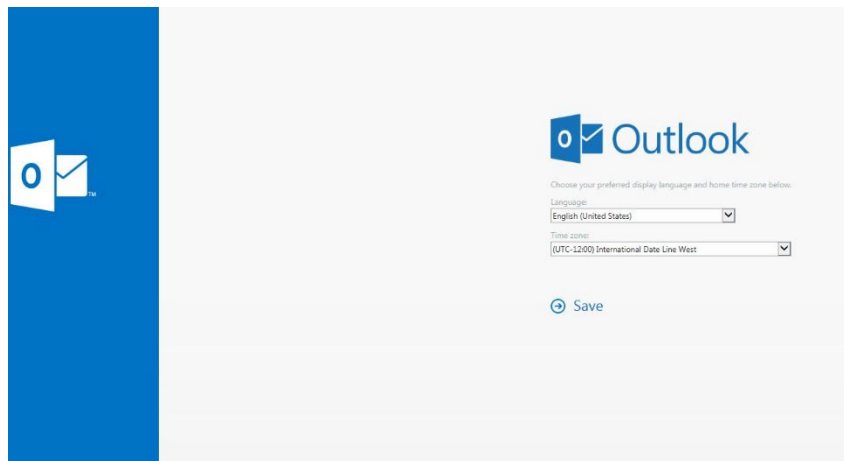 O
TM
O Outlook
Choose your preferred display language and home time zone below.
Language:
English (United States)
Time zone:
(UTC-12:00) International Date Line West
Save